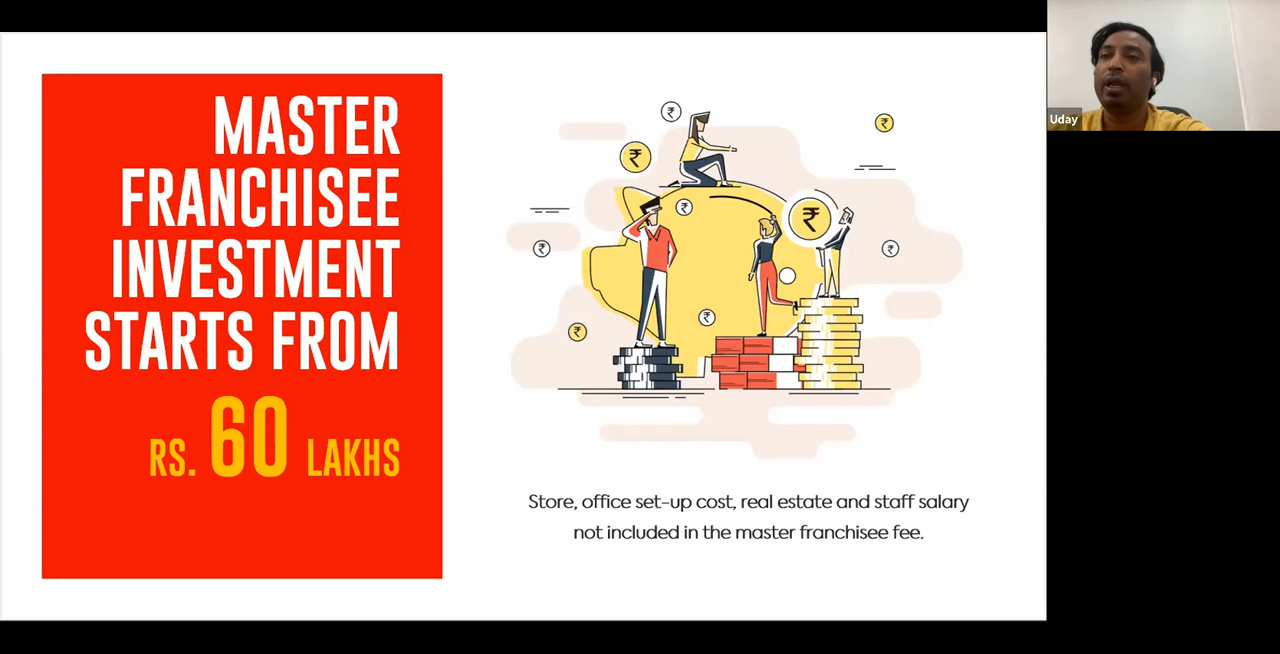 MASTER
FRANCHISEE
INVESTMENT
STARTS FROM
RS. 60 LAKHS
₹
₹
₹
₹
₹
₹
₹
₹
₹
Store, office set-up cost, real estate and staff salary
not included in the master franchisee fee.
Uday